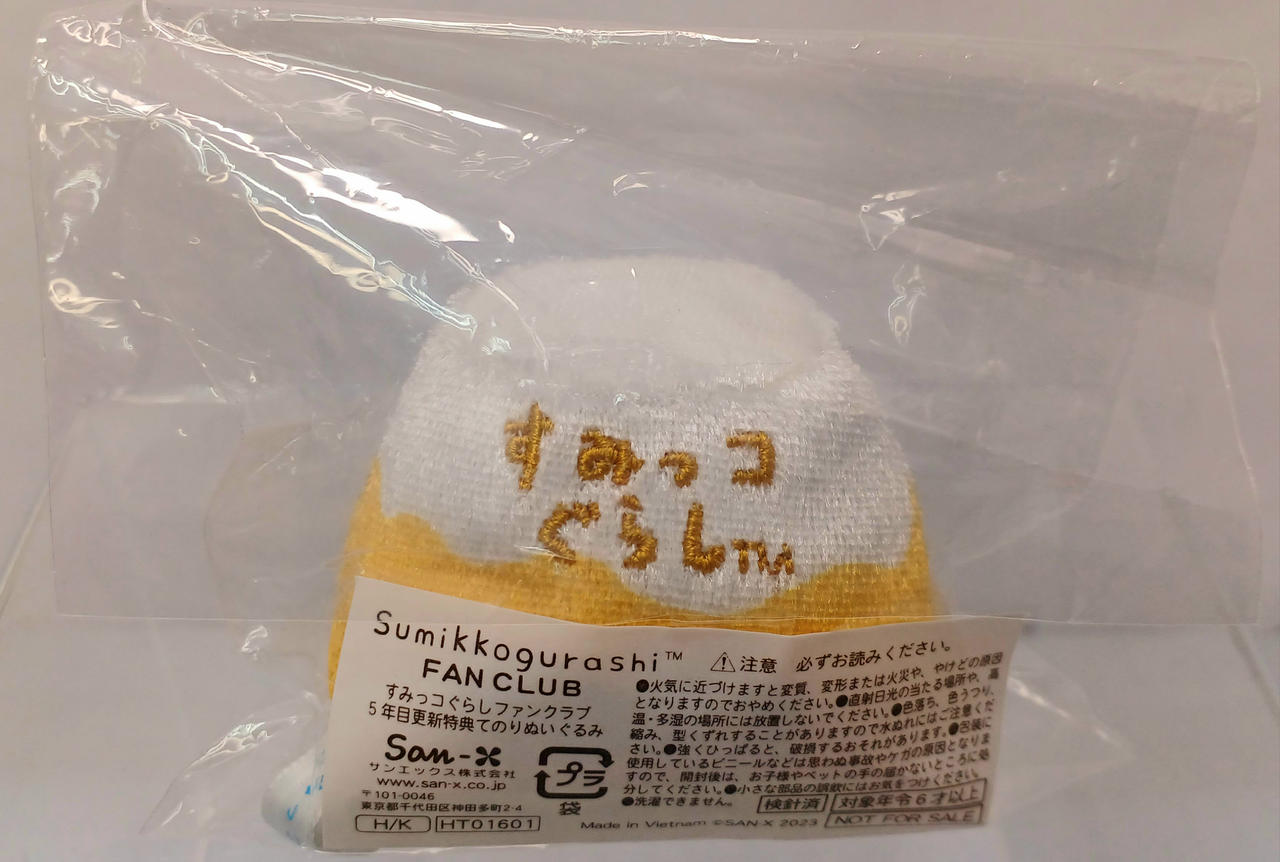 すみっコ
ぐらしTM
Sumikkogurashi™
FAN CLUB
すみっコぐらしファンクラブ
5年目更新特典てのりぬいぐるみ
San-X
サンエックス株式会社
www.san-x.co.jp
〒101-0046
東京都千代田区神田多町2-4
H/K HT01601
プラ
袋
⚠注意 必ずお読みください。
●火気に近づけますと変質、変形または火災や、やけどの原因
となりますのでおやめください。●直射日光の当たる場所や、高
温・多湿の場所には放置しないでください。●色落ち、色うつり、
縮み、型くずれすることがありますので水ぬれにはご注意くだ
さい。●強くひっぱると、破損するおそれがあります。●包装に
使用しているビニールなどは思わぬ事故やケガの原因となりま
すので、開封後は、お子様やペットの手の届かないところに処
分してください。●小さな部品の誤飲にはお気をつけください。
●洗濯できません。
検針済 対象年令6才以上
Made in Vietnam ©SAN-X 2023 NOT FOR SALE